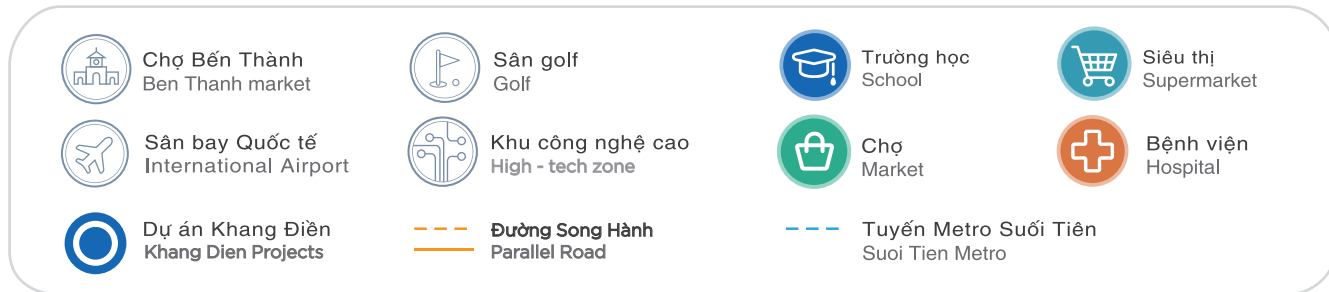 Chợ Bến Thành
Ben Thanh market
Sân golf
Golf
Trường học
School
Siêu thị
Supermarket
Sân bay Quốc tế
International Airport
Khu công nghệ cao
High - tech zone
Chợ
Market
Bệnh viện
Hospital
Dự án Khang Điền
Khang Dien Projects
Đường Song Hành
Parallel Road
Tuyến Metro Suối Tiên
Suoi Tien Metro